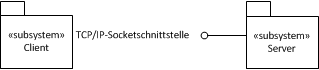 «subsystem»
Client
TCP/IP-Socketschnittstelle
«subsystem»
Server